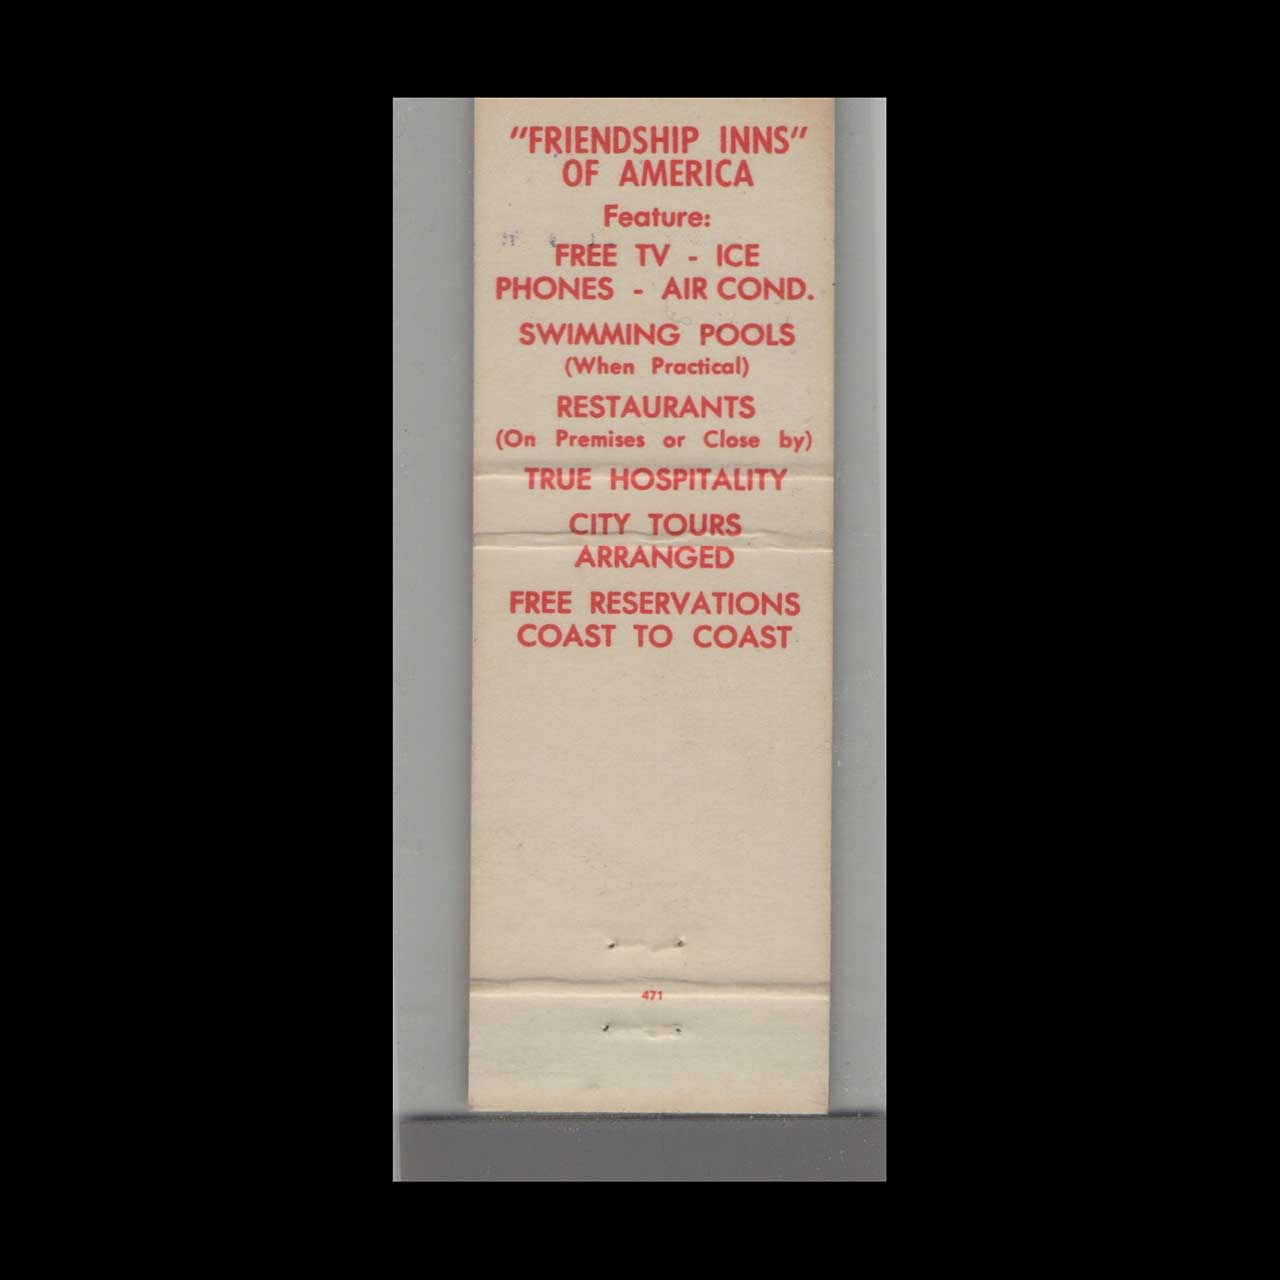 "FRIENDSHIP INNS"
OF AMERICA
Feature:
FREE TV - ICE
PHONES - AIR COND.
SWIMMING POOLS
(When Practical)
RESTAURANTS
(On Premises or Close by)
TRUE HOSPITALITY
CITY TOURS
ARRANGED
FREE RESERVATIONS
COAST TO COAST
471